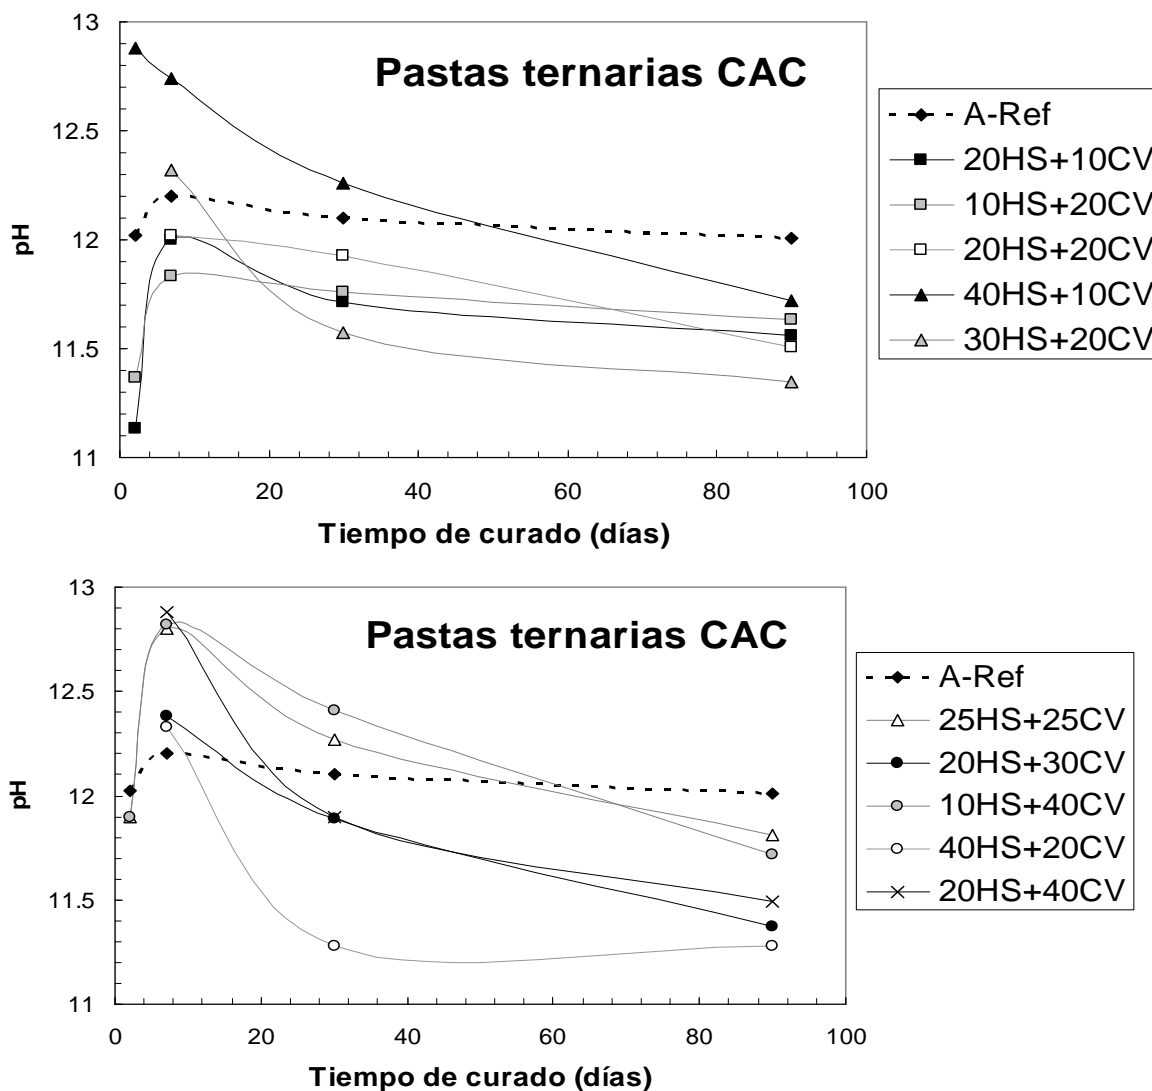 Pastas ternarias CAC
13
12.5
12
11.5
11
pH
0 20 40 60 80 100
Tiempo de curado (días)
A-Ref
20HS+10CV
10HS+20CV
20HS+20CV
40HS+10CV
30HS+20CV
Pastas ternarias CAC
13
12.5
12
11.5
11
pH
0 20 40 60 80 100
Tiempo de curado (días)
A-Ref
25HS+25CV
20HS+30CV
10HS+40CV
40HS+20CV
20HS+40CV